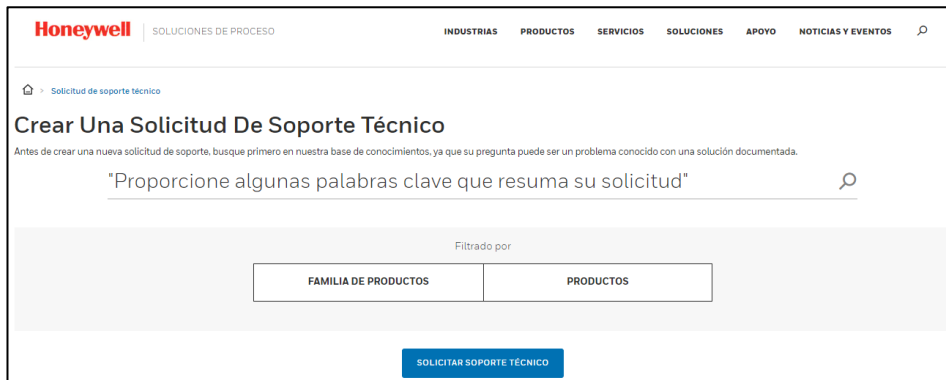 Honeywell SOLUCIONES DE PROCESO INDUSTRIAS PRODUCTOS SERVICIOS SOLUCIONES APOYO NOTICIAS Y EVENTOS
> Solicitud de soporte técnico
Crear Una Solicitud De Soporte Técnico
Antes de crear una nueva solicitud de soporte, busque primero en nuestra base de conocimientos, ya que su pregunta puede ser un problema conocido con una solución documentada.
"Proporcione algunas palabras clave que resuma su solicitud"
Filtrado por
FAMILIA DE PRODUCTOS PRODUCTOS
SOLICITAR SOPORTE TÉCNICO